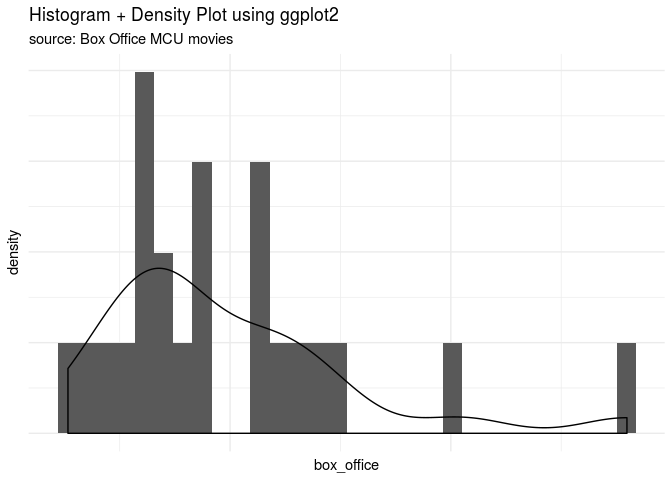 Histogram + Density Plot using ggplot2
source: Box Office MCU movies
density
box_office